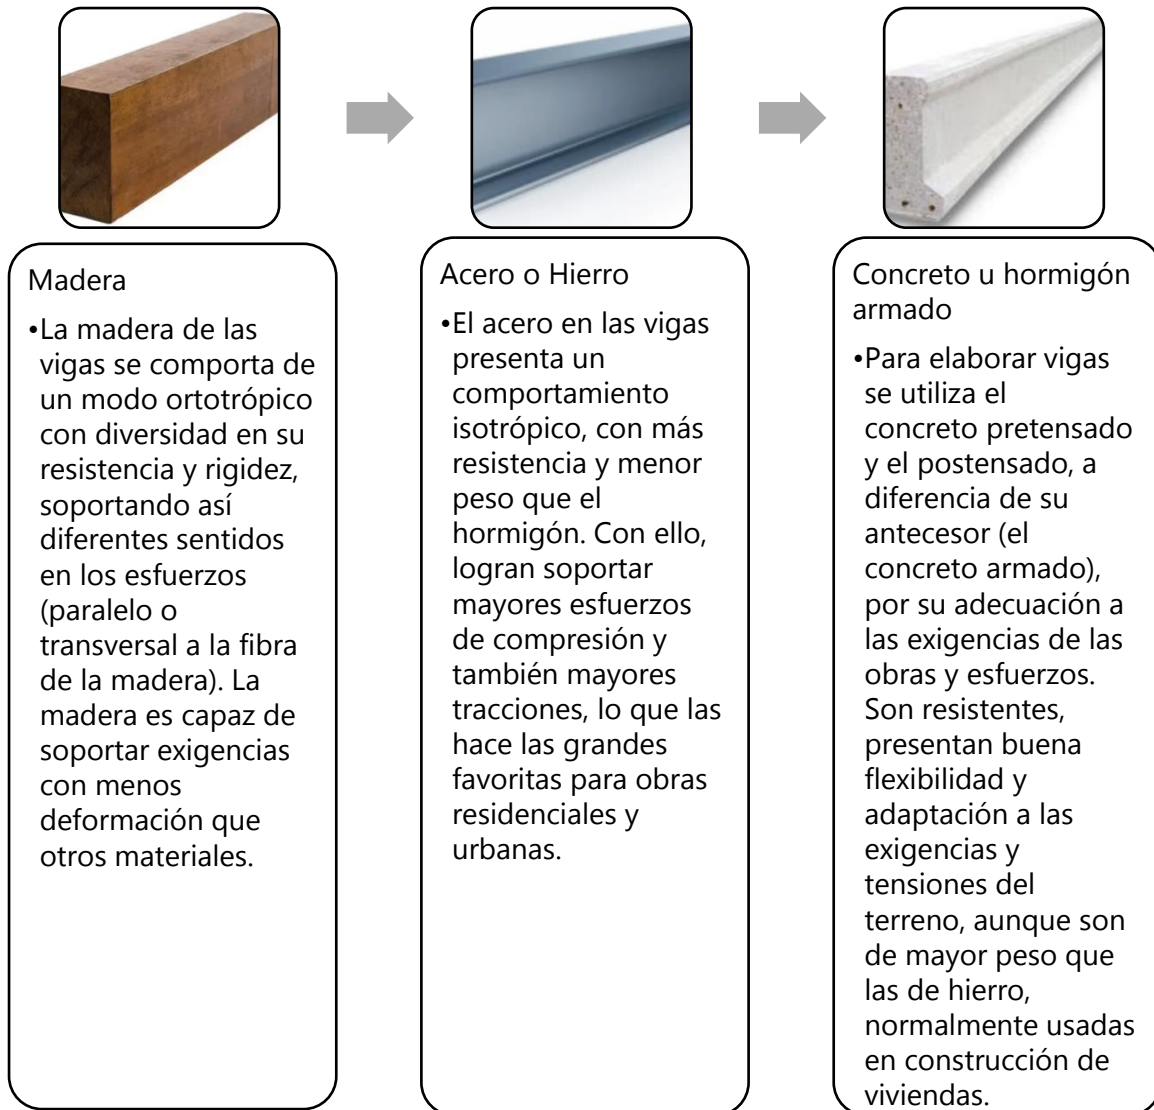 Madera
•La madera de las
vigas se comporta de
un modo ortotrópico
con diversidad en su
resistencia y rigidez,
soportando así
diferentes sentidos
en los esfuerzos
(paralelo o
transversal a la fibra
de la madera). La
madera es capaz de
soportar exigencias
con menos
deformación que
otros materiales.
Acero o Hierro
•El acero en las vigas
presenta un
comportamiento
isotrópico, con más
resistencia y menor
peso que el
hormigón. Con ello,
logran soportar
mayores esfuerzos
de compresión y
también mayores
tracciones, lo que las
hace las grandes
favoritas para obras
residenciales y
urbanas.
Concreto u hormigón
armado
•Para elaborar vigas
se utiliza el
concreto pretensado
y el postensado, a
diferencia de su
antecesor (el
concreto armado),
por su adecuación a
las exigencias de las
obras y esfuerzos.
Son resistentes,
presentan buena
flexibilidad y
adaptación a las
exigencias y
tensiones del
terreno, aunque son
de mayor peso que
las de hierro,
normalmente usadas
en construcción de
viviendas.